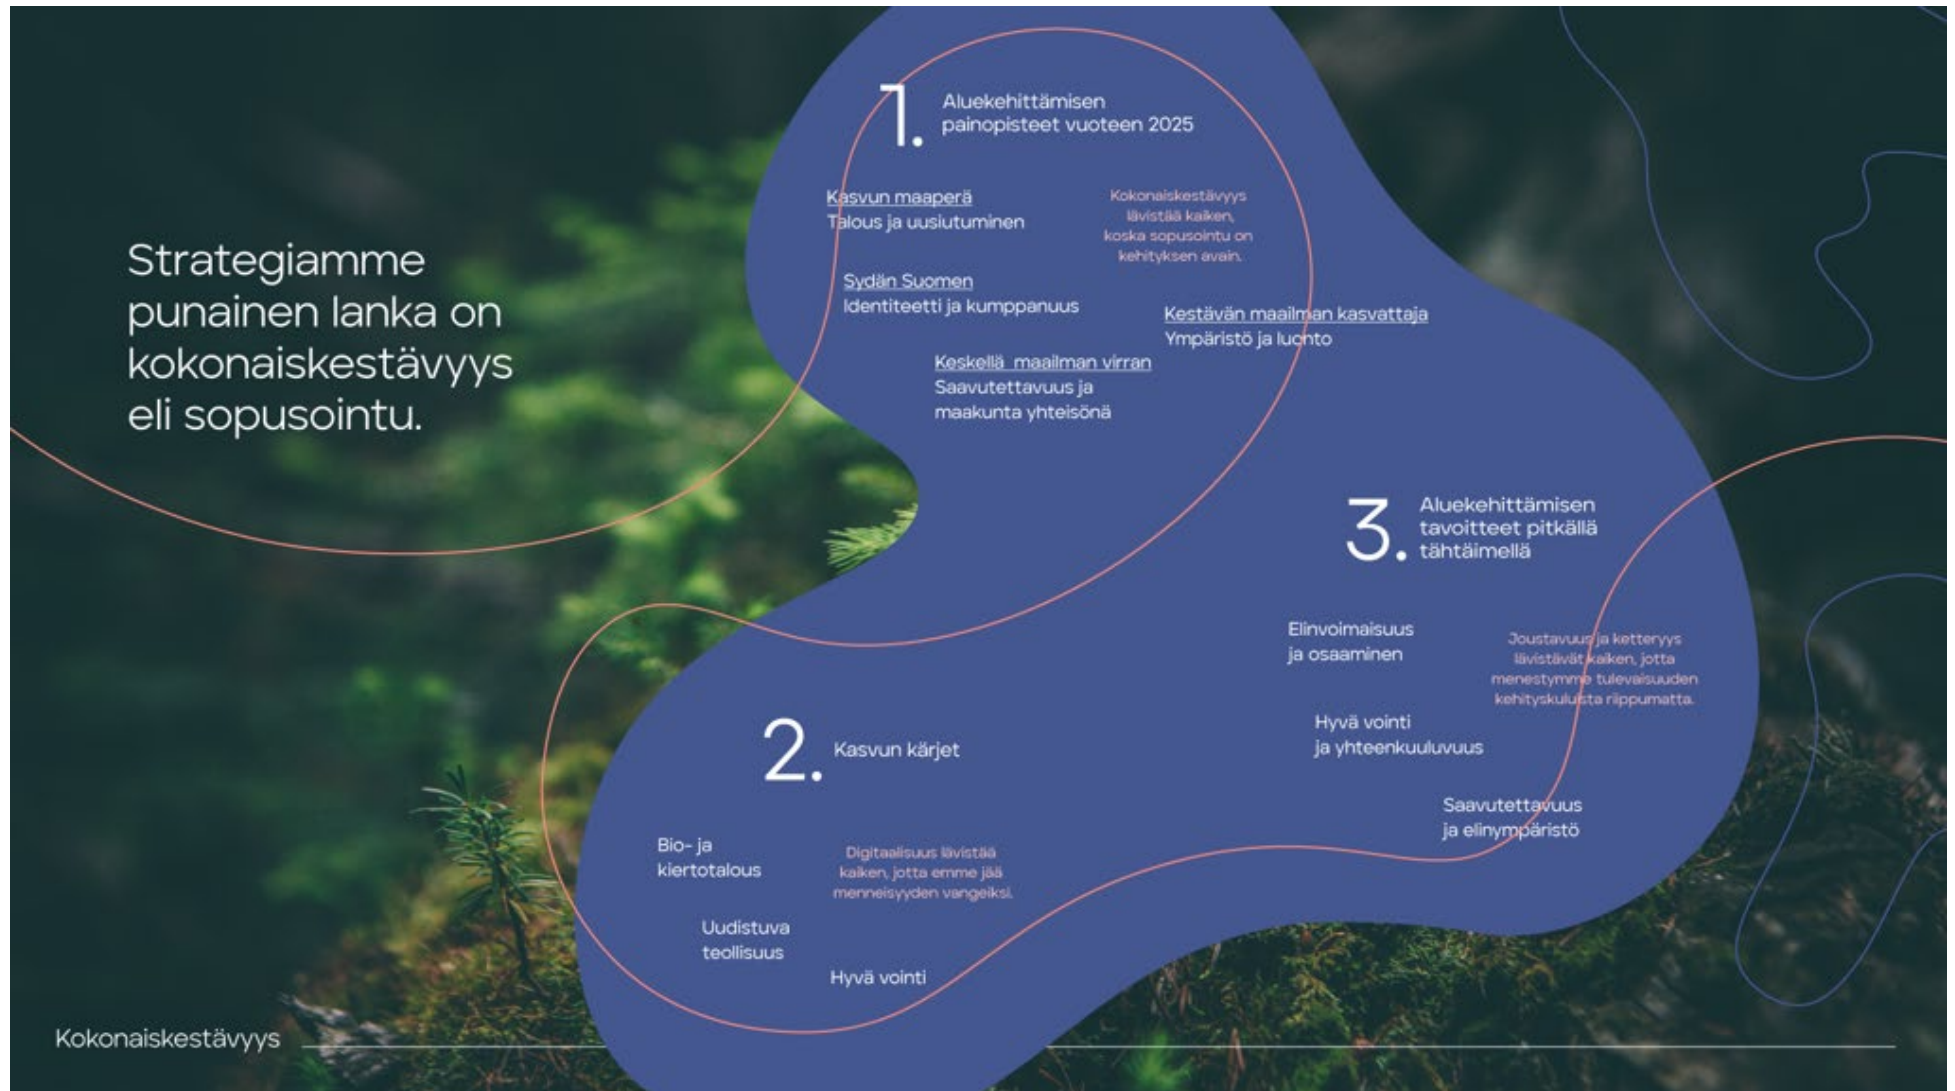 Strategiamme
punainen lanka on
kokonaiskestävyys
eli sopusointu.
1.
Aluekehittämisen
painopisteet vuoteen 2025
Kasvun maaperä
Talous ja uusiutuminen
Kokonaiskestävyys
lävistää kaiken,
koska sopusointu on
kehityksen avain.
Sydän Suomen
Identiteetti ja kumppanuus
Kestävän maailman kasvattaja
Ympäristö ja luonto
Keskellä maailman virran
Saavutettavuus ja
maakunta yhteisönä
2.
Kasvun kärjet
Bio- ja
kiertotalous
Digitaalisuus lävistää
kaiken, jotta emme jää
menneisyyden vangeiksi.
Uudistuva
teollisuus
Hyvä vointi
3.
Aluekehittämisen
tavoitteet pitkällä
tähtäimellä
Elinvoimaisuus
ja osaaminen
Joustavuus ja ketteryys
lävistävät kaiken, jotta
menestymme tulevaisuuden
kehityskuluista riippumatta.
Hyvä vointi
ja yhteenkuuluvuus
Saavutettavuus
ja elinympäristö
Kokonaiskestävyys